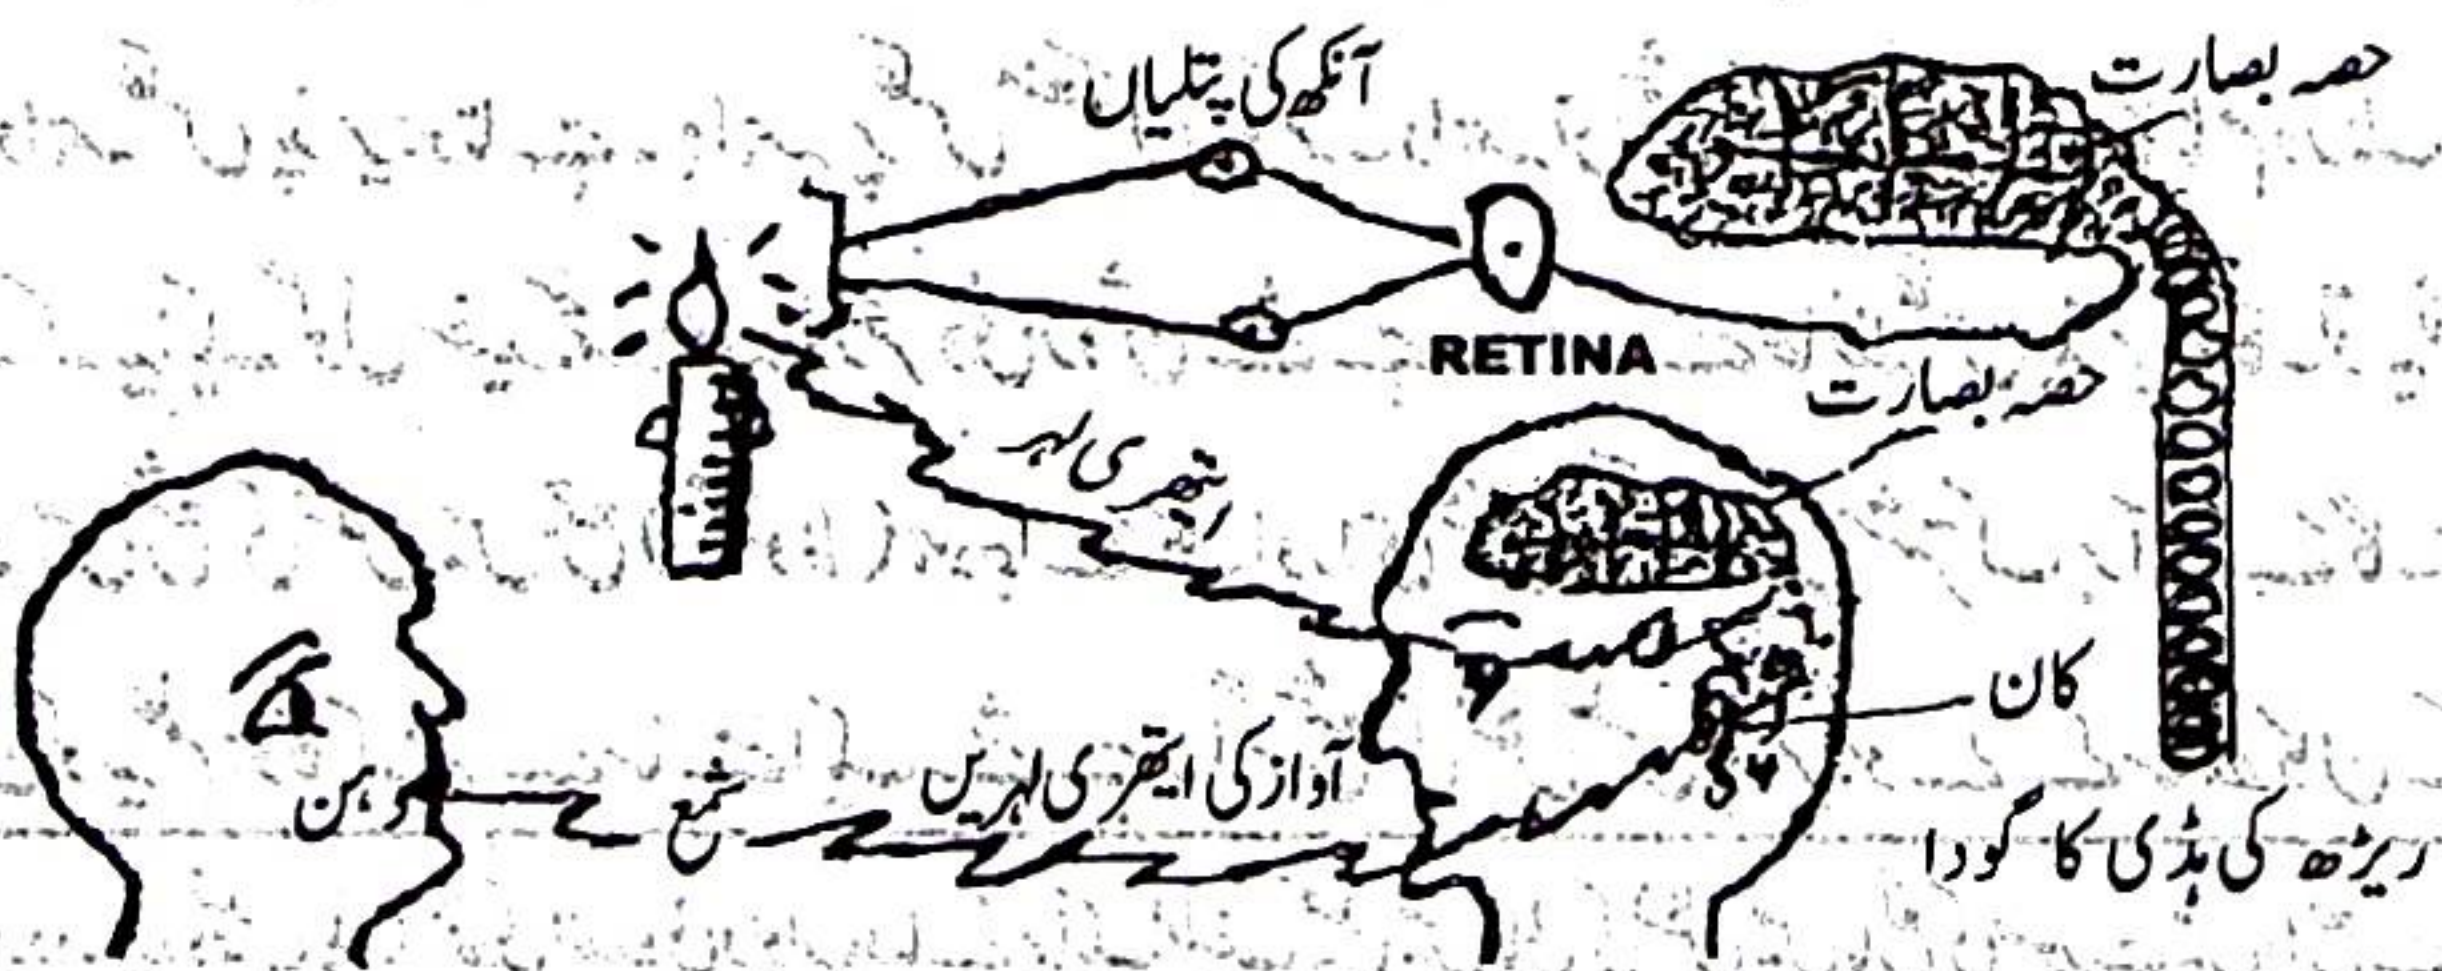 حصہ بصارت
آنکھ کی پتلیاں
RETINA
حصہ بصارت
ایتھری لہر
کان
آواز کی ایتھری لہریں
شمع
دہن
ریڑھ کی ہڈی کا گودا